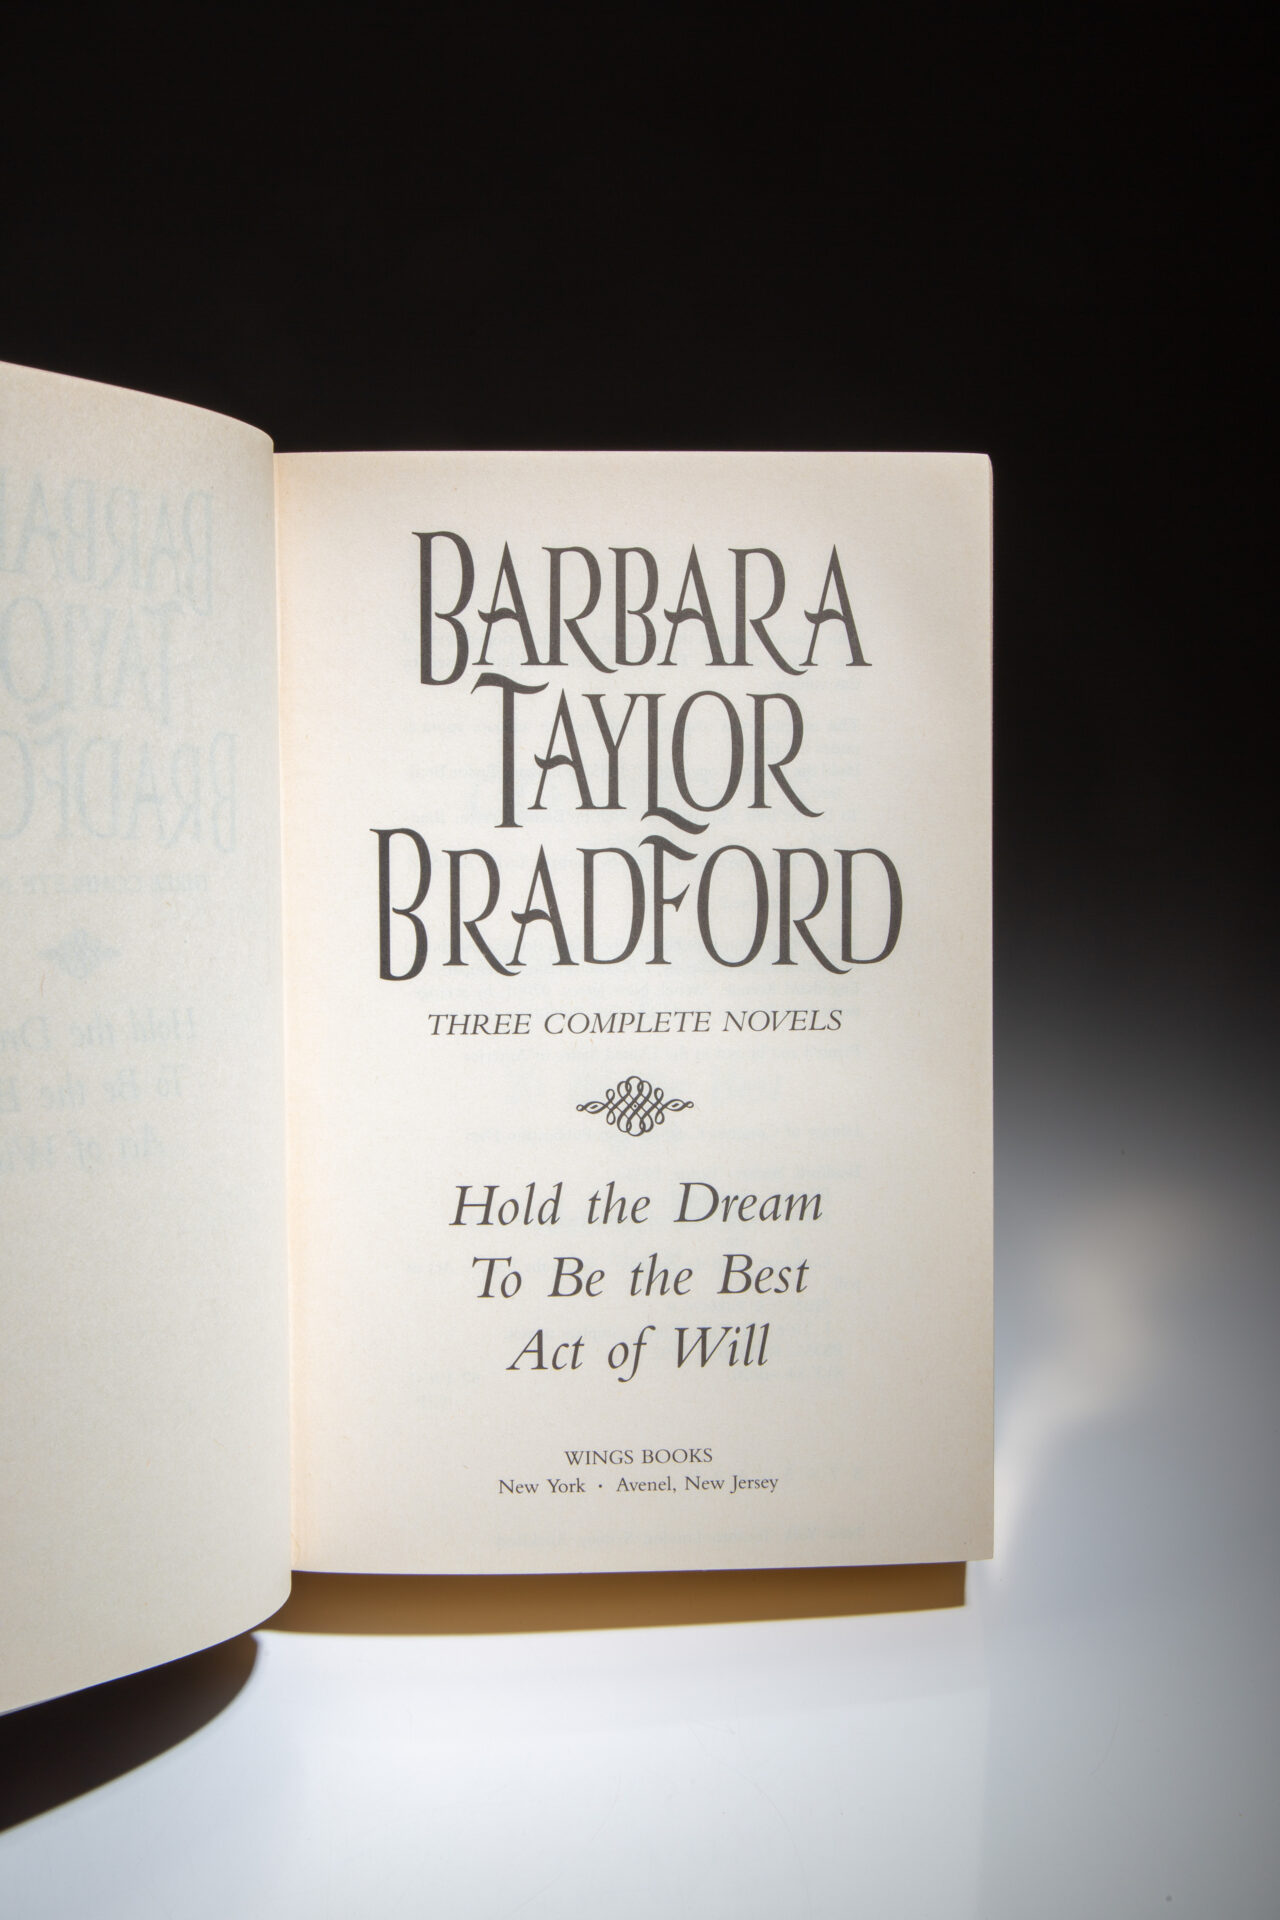 BARBARA
TAYLOR
BRADFORD
THREE COMPLETE NOVELS
Hold the Dream
To Be the Best
Act of Will
WINGS BOOKS
New York · Avenel, New Jersey